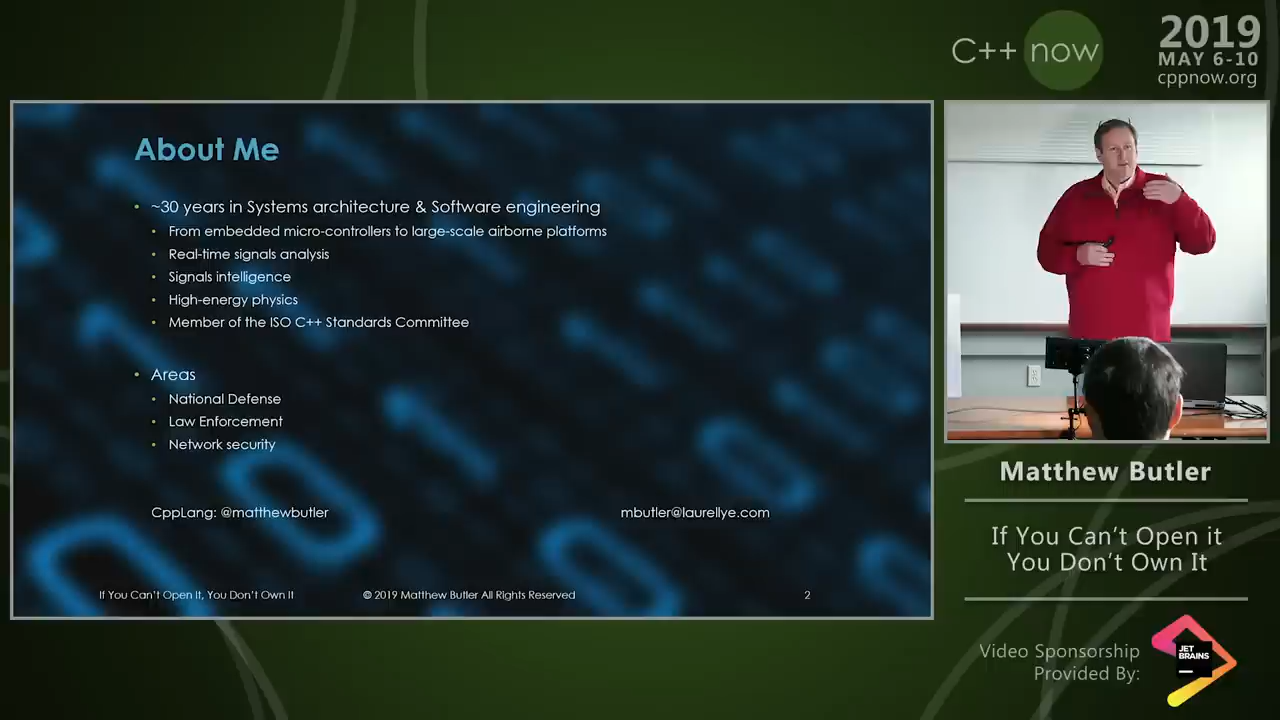 C++ now
2019
MAY 6-10
cppnow.org
About Me
• ~30 years in Systems architecture & Software engineering
• From embedded micro-controllers to large-scale airborne platforms
• Real-time signals analysis
• Signals intelligence
• High-energy physics
• Member of the ISO C++ Standards Committee
• Areas
• National Defense
• Law Enforcement
• Network security
CppLang: @matthewbutler
mbutler@laurellye.com
If You Can't Open It, You Don't Own It
© 2019 Matthew Butler All Rights Reserved
2
Matthew Butler
If You Can't Open it
You Don't Own It
Video Sponsorship
Provided By:
JET
BRAINS